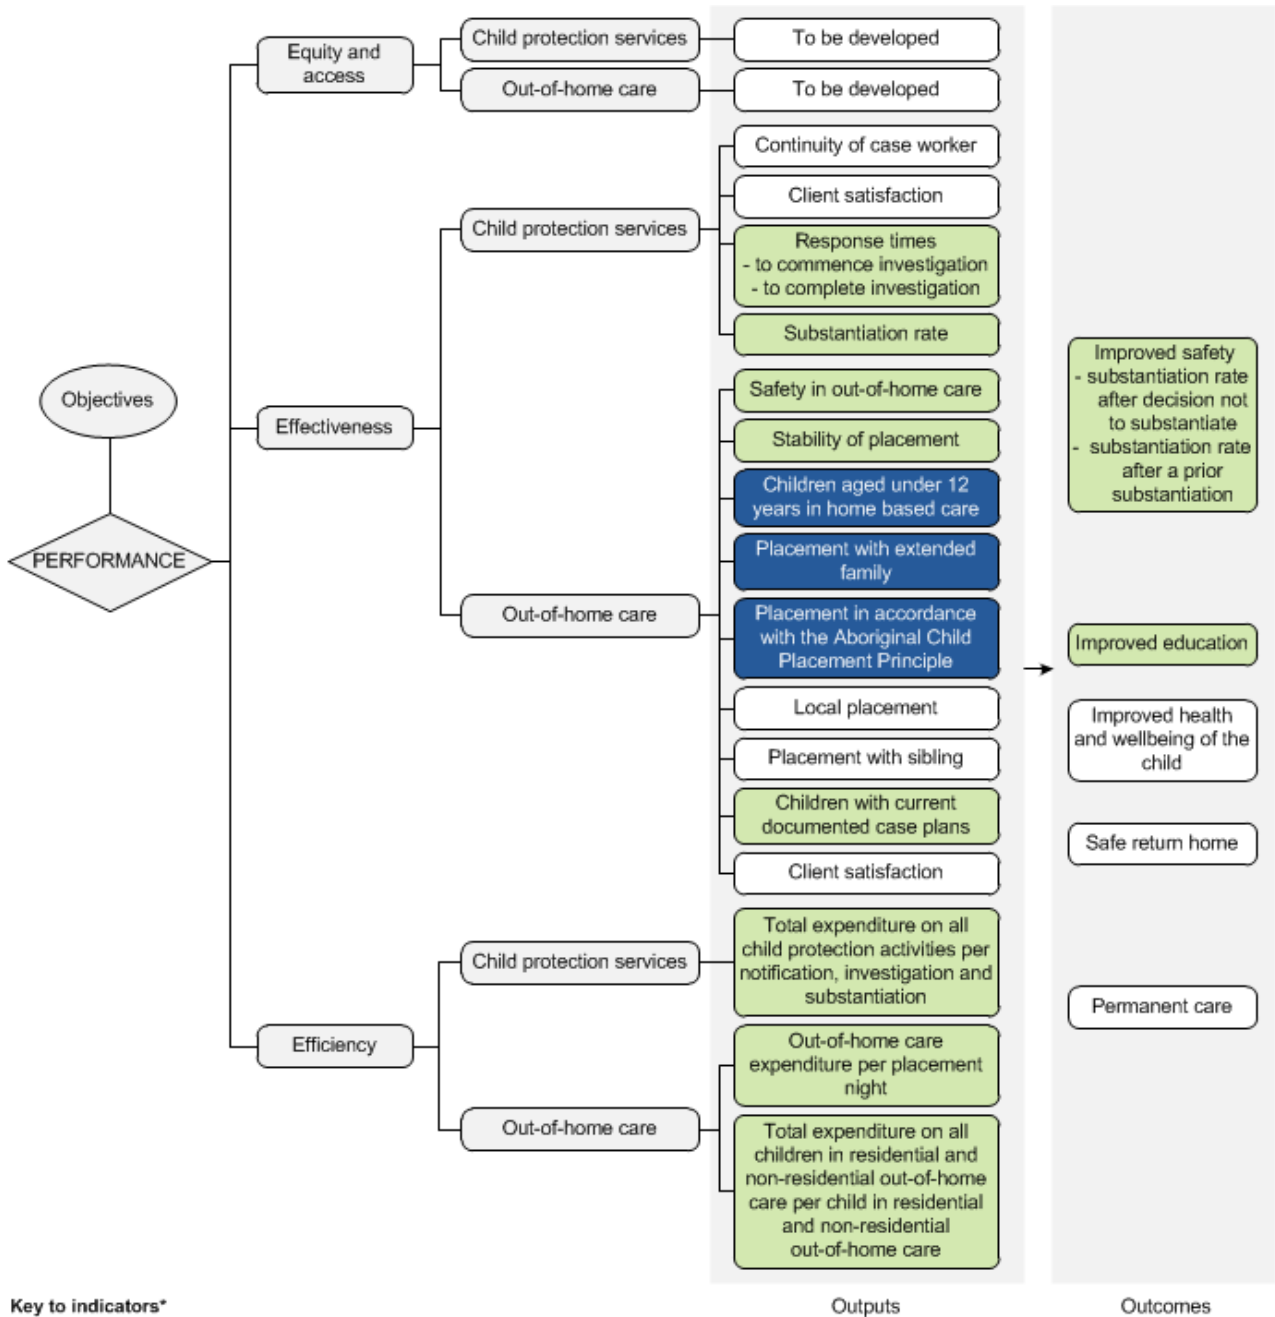 Objectives
PERFORMANCE
Equity and
access
Child protection services
To be developed
Out-of-home care
To be developed
Effectiveness
Child protection services
Continuity of case worker
Client satisfaction
Response times
- to commence investigation
- to complete investigation
Substantiation rate
Out-of-home care
Safety in out-of-home care
Stability of placement
Children aged under 12
years in home based care
Placement with extended
family
Placement in accordance
with the Aboriginal Child
Placement Principle
Local placement
Placement with sibling
Children with current
documented case plans
Client satisfaction
Efficiency
Child protection services
Total expenditure on all
child protection activities per
notification, investigation and
substantiation
Out-of-home care
Out-of-home care
expenditure per placement
night
Total expenditure on all
children in residential and
non-residential out-of-home
care per child in residential
and non-residential
out-of-home care
Improved safety
- substantiation rate
after decision not
to substantiate
- substantiation rate
after a prior
substantiation
Improved education
Improved health
and wellbeing of the
child
Safe return home
Permanent care
Key to indicators*
Outputs
Outcomes